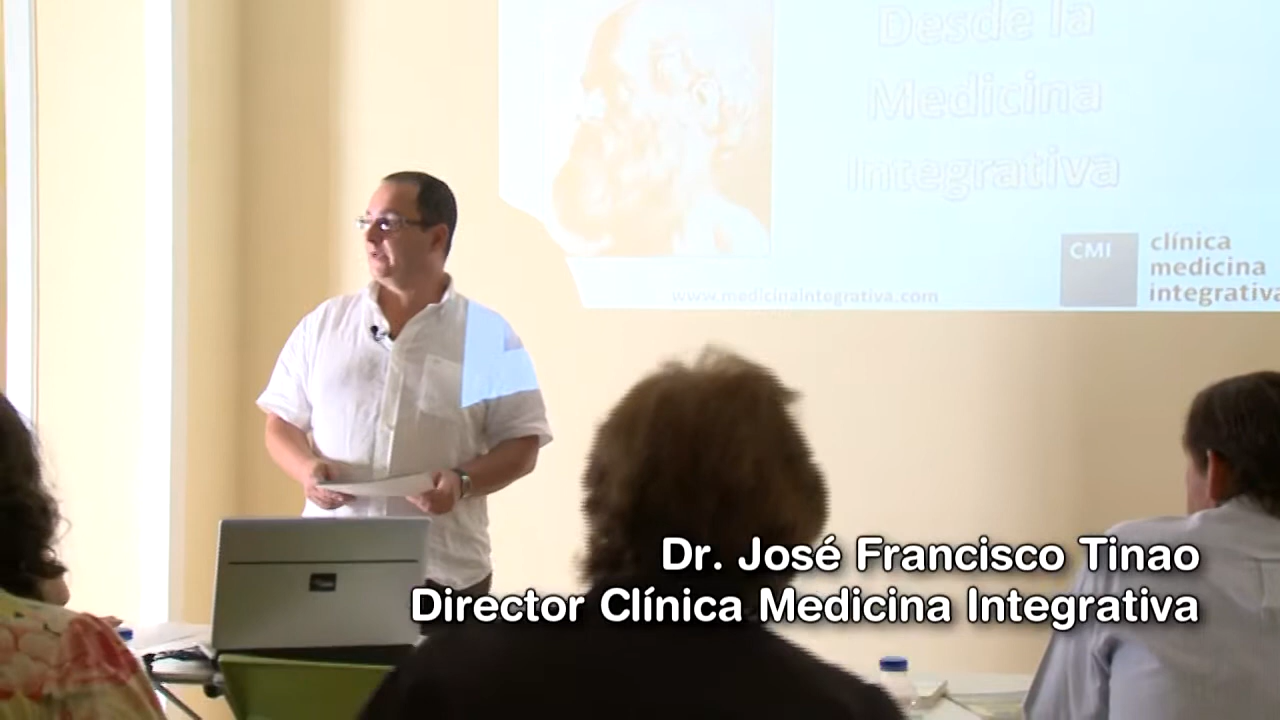 Desde la
Medicina
Integrativa
CMI
clínica
medicina
integrativa
www.medicinaintegrativa.com
Dr. José Francisco Tinao
Director Clínica Medicina Integrativa